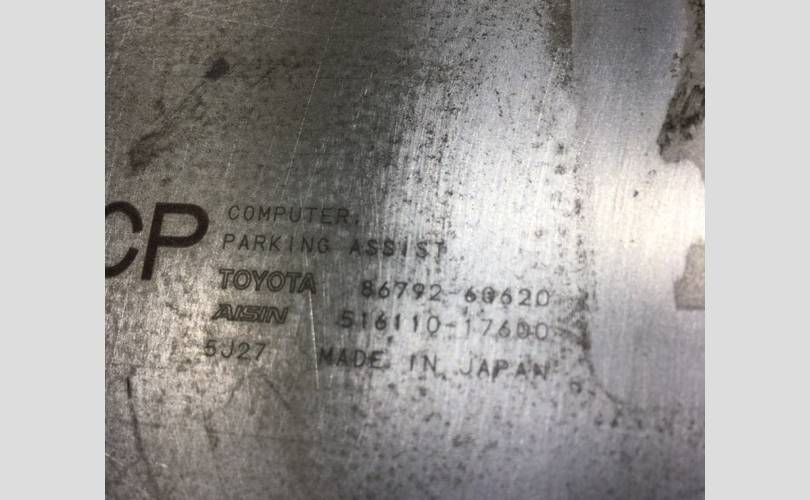 CP
COMPUTER,
PARKING ASSIST
TOYOTA 86792-60620
AISIN 516110-17600
5J27 MADE IN JAPAN